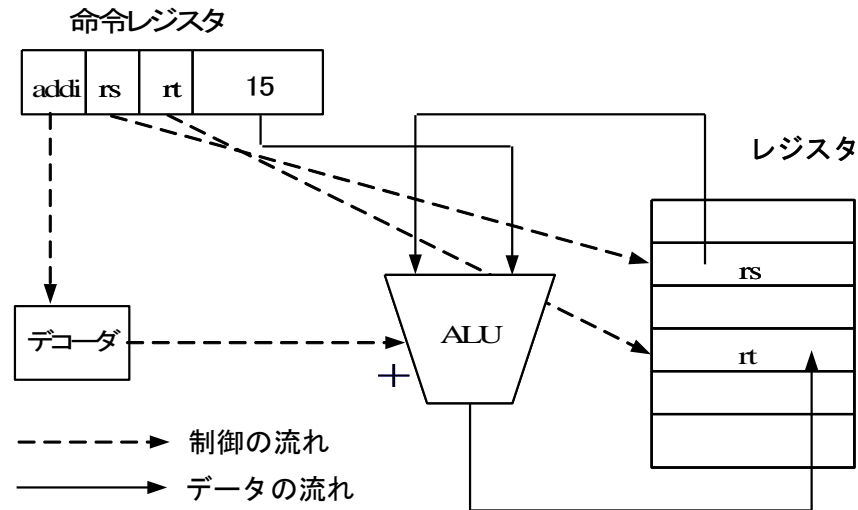 命令レジスタ
addi rs rt 15
レジスタ
rs
デコーダ
ALU
rt
+
制御の流れ
データの流れ